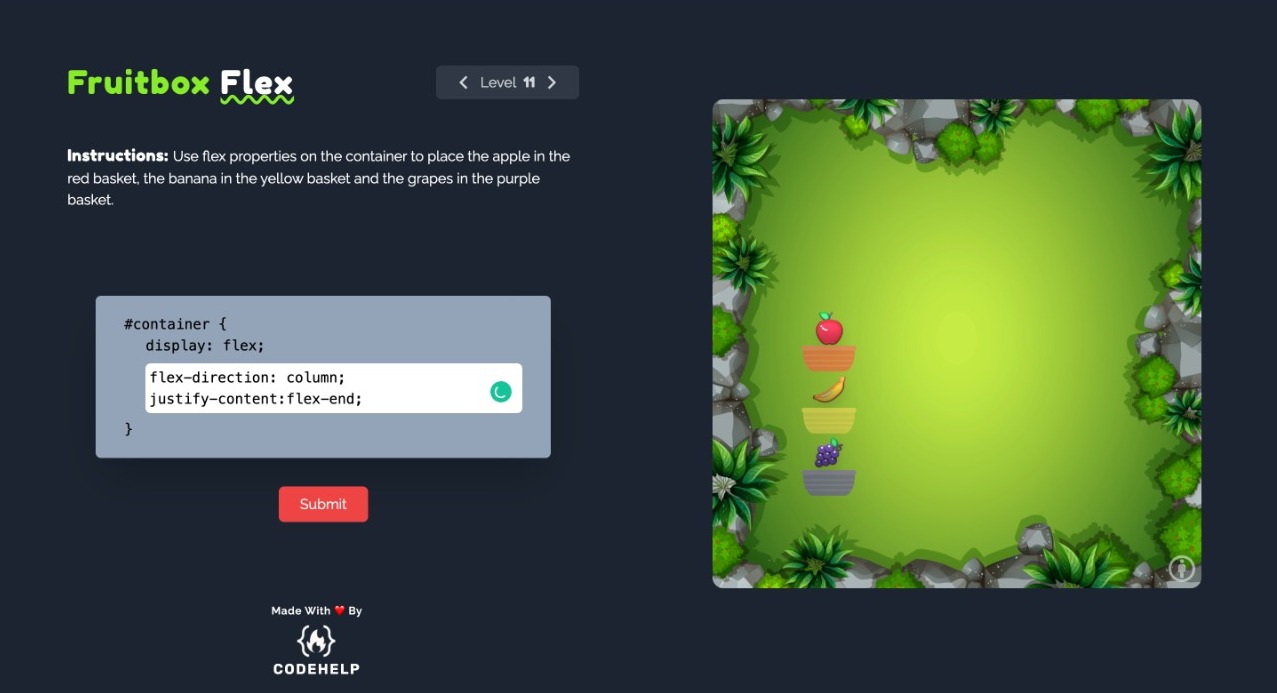 Fruitbox Flex
Level 11
Instructions: Use flex properties on the container to place the apple in the
red basket, the banana in the yellow basket and the grapes in the purple
basket.
#container {
display: flex;
flex-direction: column;
justify-content:flex-end;
}
Submit
Made With ❤️ By
CODEHELP